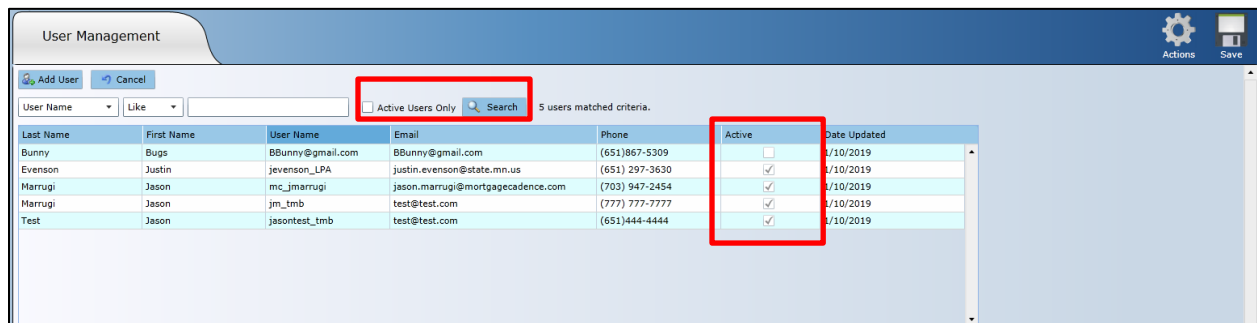 User Management
Actions Save
Add User Cancel
User Name Like Active Users Only Search 5 users matched criteria.
Last Name First Name User Name Email Phone Active Date Updated
Bunny Bugs BBunny@gmail.com BBunny@gmail.com (651)867-5309 1/10/2019
Evenson Justin jevenson_LPA justin.evenson@state.mn.us (651) 297-3630 1/10/2019
Marrugi Jason mc_jmarrugi jason.marrugi@mortgagecadence.com (703) 947-2454 1/10/2019
Marrugi Jason jm_tmb test@test.com (777) 777-7777 1/10/2019
Test Jason jasontest_tmb test@test.com (651)444-4444 1/10/2019